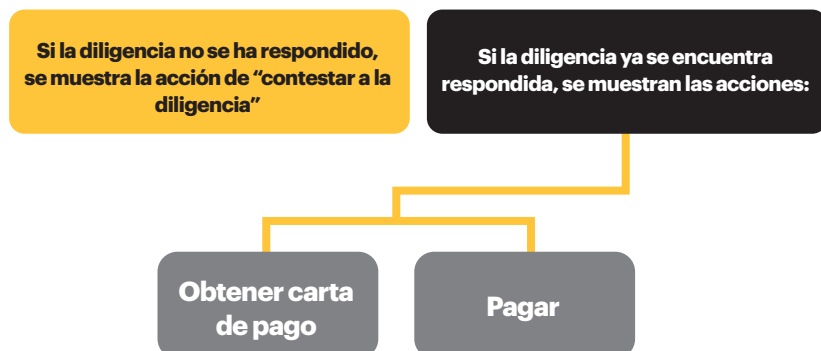 Si la diligencia no se ha respondido,
se muestra la acción de “contestar a la
diligencia”
Si la diligencia ya se encuentra
respondida, se muestran las acciones:
Obtener carta
de pago
Pagar